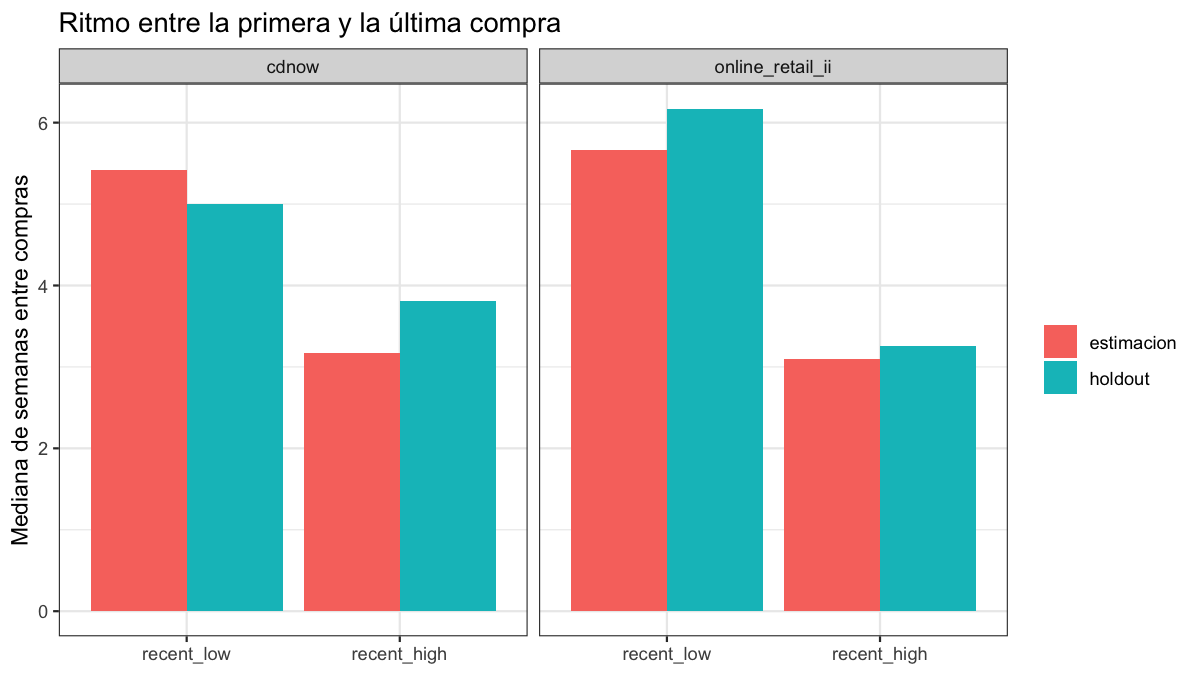 Ritmo entre la primera y la última compra
cdnow
online_retail_ii
Mediana de semanas entre compras
6
4
2
0
recent_low
recent_high
recent_low
recent_high
estimacion
holdout